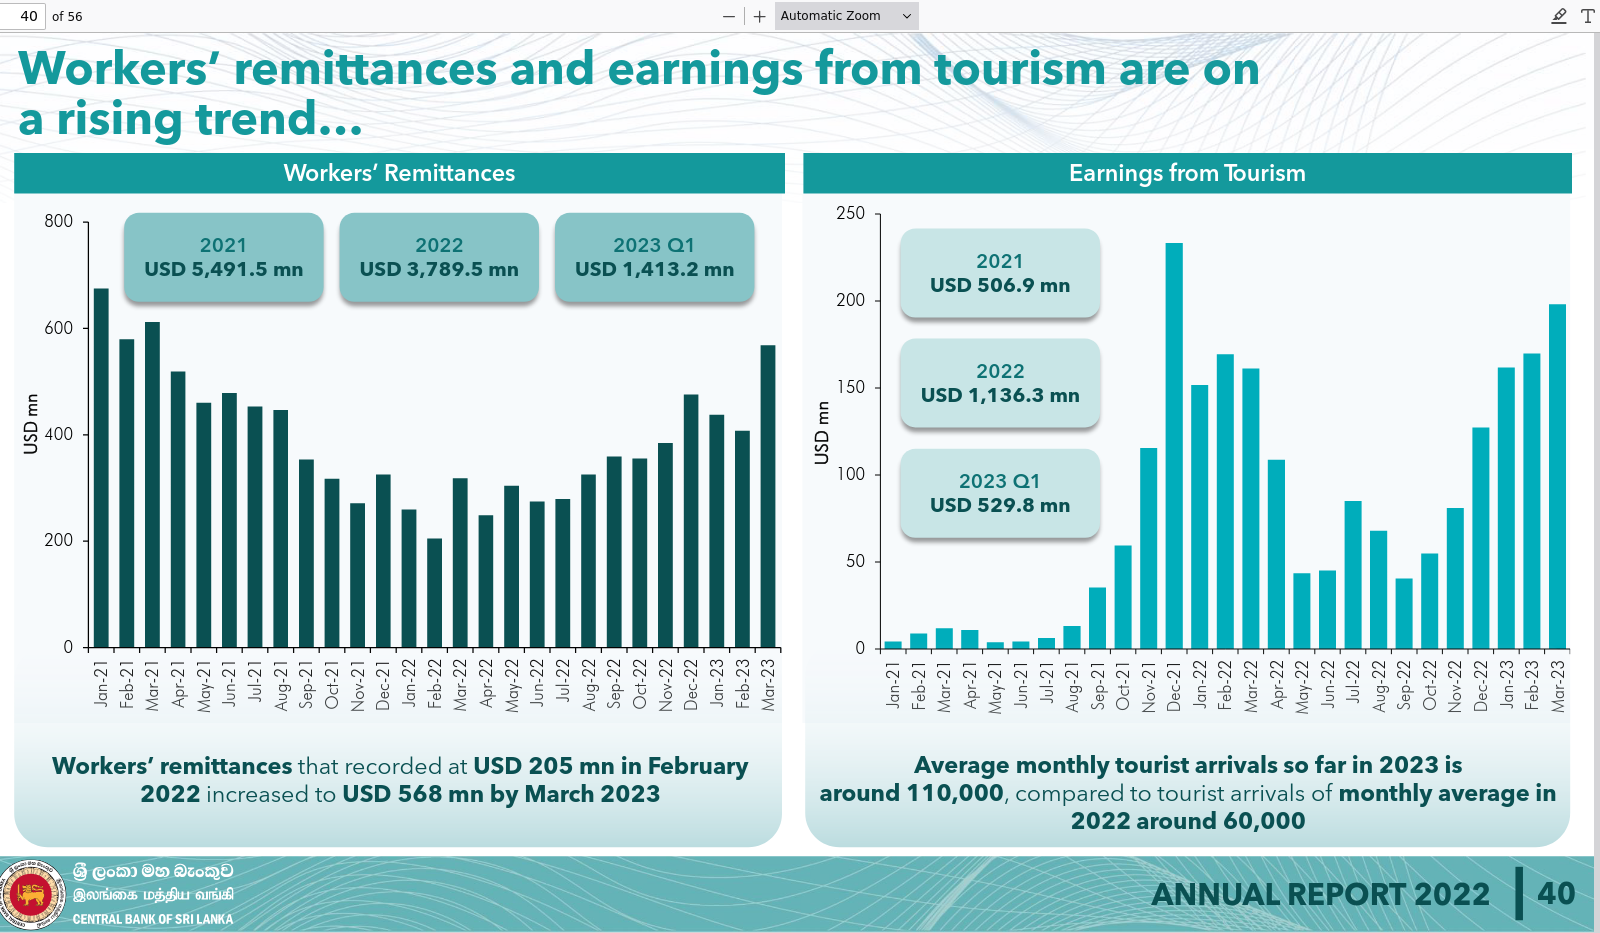 40 of 56
Automatic Zoom
Workers’ remittances and earnings from tourism are on
a rising trend...
Workers’ Remittances
800
600
400
200
0
USD mn
2021
USD 5,491.5 mn
2022
USD 3,789.5 mn
2023 Q1
USD 1,413.2 mn
Jan-21
Feb-21
Mar-21
Apr-21
May-21
Jun-21
Jul-21
Aug-21
Sep-21
Oct-21
Nov-21
Dec-21
Jan-22
Feb-22
Mar-22
Apr-22
May-22
Jun-22
Jul-22
Aug-22
Sep-22
Oct-22
Nov-22
Dec-22
Jan-23
Feb-23
Mar-23
Workers’ remittances that recorded at USD 205 mn in February
2022 increased to USD 568 mn by March 2023
Earnings from Tourism
250
200
150
100
50
0
USD mn
2021
USD 506.9 mn
2022
USD 1,136.3 mn
2023 Q1
USD 529.8 mn
Jan-21
Feb-21
Mar-21
Apr-21
May-21
Jun-21
Jul-21
Aug-21
Sep-21
Oct-21
Nov-21
Dec-21
Jan-22
Feb-22
Mar-22
Apr-22
May-22
Jun-22
Jul-22
Aug-22
Sep-22
Oct-22
Nov-22
Dec-22
Jan-23
Feb-23
Mar-23
Average monthly tourist arrivals so far in 2023 is
around 110,000, compared to tourist arrivals of monthly average in
2022 around 60,000
ශ්‍රී ලංකා මහ බැංකුව
இலங்கை மத்திய வங்கி
CENTRAL BANK OF SRI LANKA
ANNUAL REPORT 2022
40